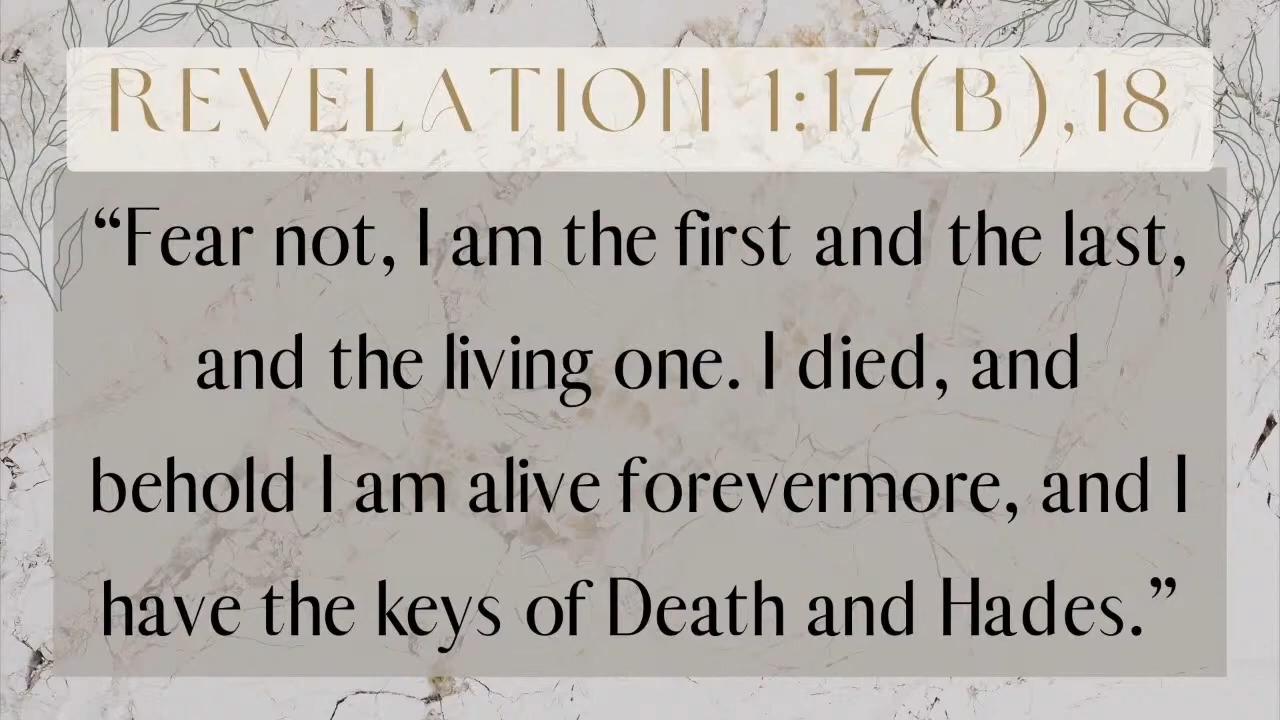 REVELATION 1:17(B),18
“Fear not, I am the first and the last,
and the living one. I died, and
behold I am alive forevermore, and I
have the keys of Death and Hades.”